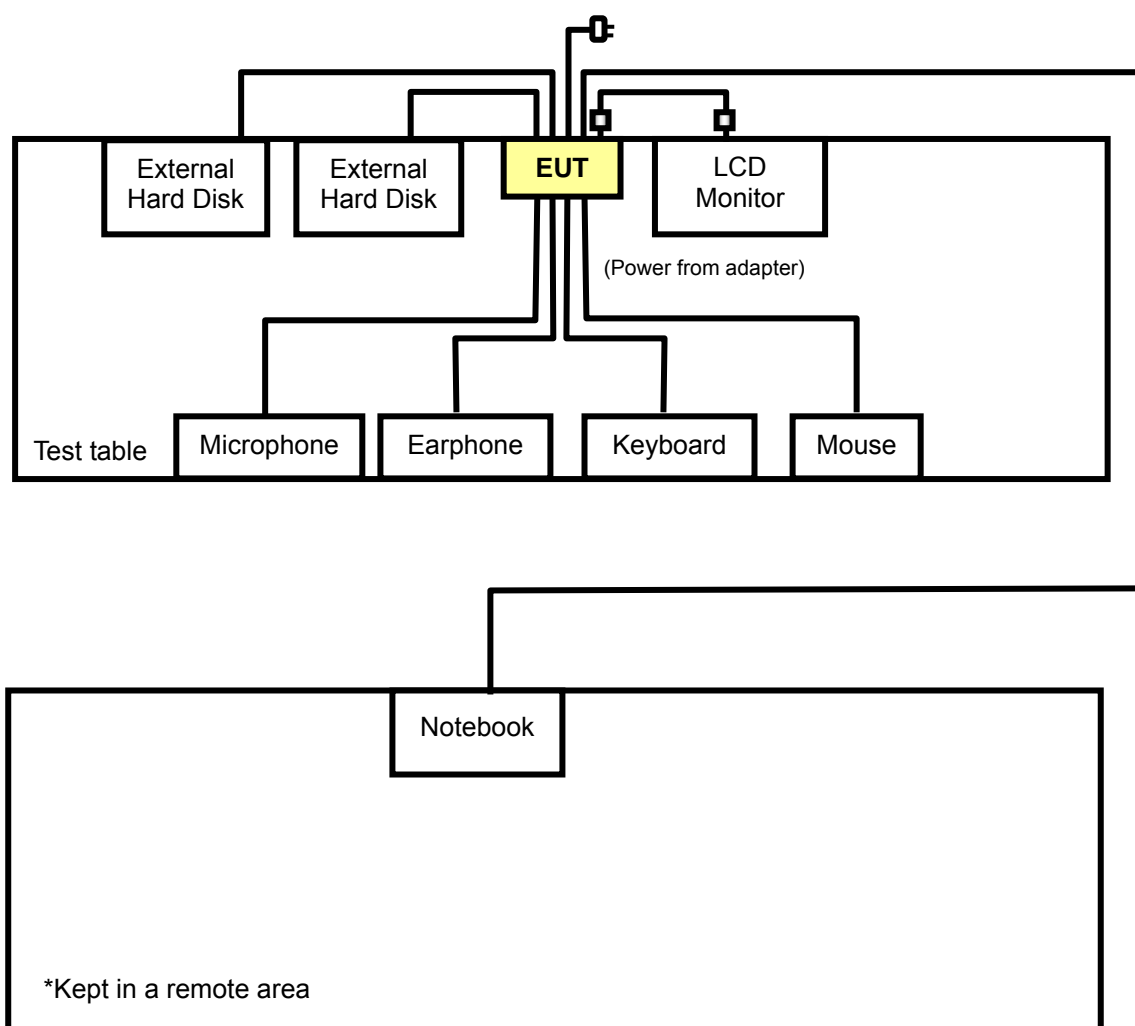 External
Hard Disk
External
Hard Disk
EUT
LCD
Monitor
(Power from adapter)
Test table
Microphone
Earphone
Keyboard
Mouse
Notebook
*Kept in a remote area